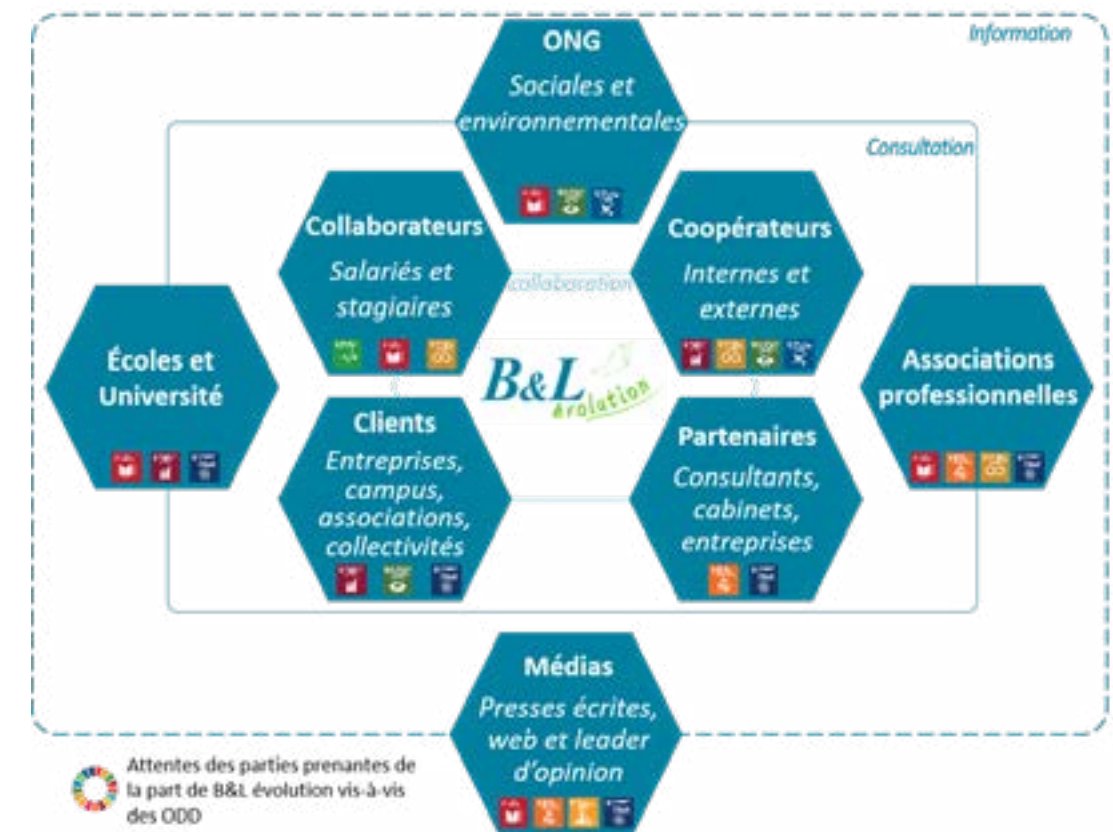 Information
ONG
Sociales et
environnementales
Consultation
Collaborateurs
Salariés et
stagiaires
collaboration
Coopérateurs
Internes et
externes
Écoles et
Université
B&L
évolution
Associations
professionnelles
Clients
Entreprises,
campus,
associations,
collectivités
Partenaires
Consultants,
cabinets,
entreprises
Médias
Presses écrites,
web et leader
d'opinion
Attentes des parties prenantes de
la part de B&L évolution vis-à-vis
des ODD